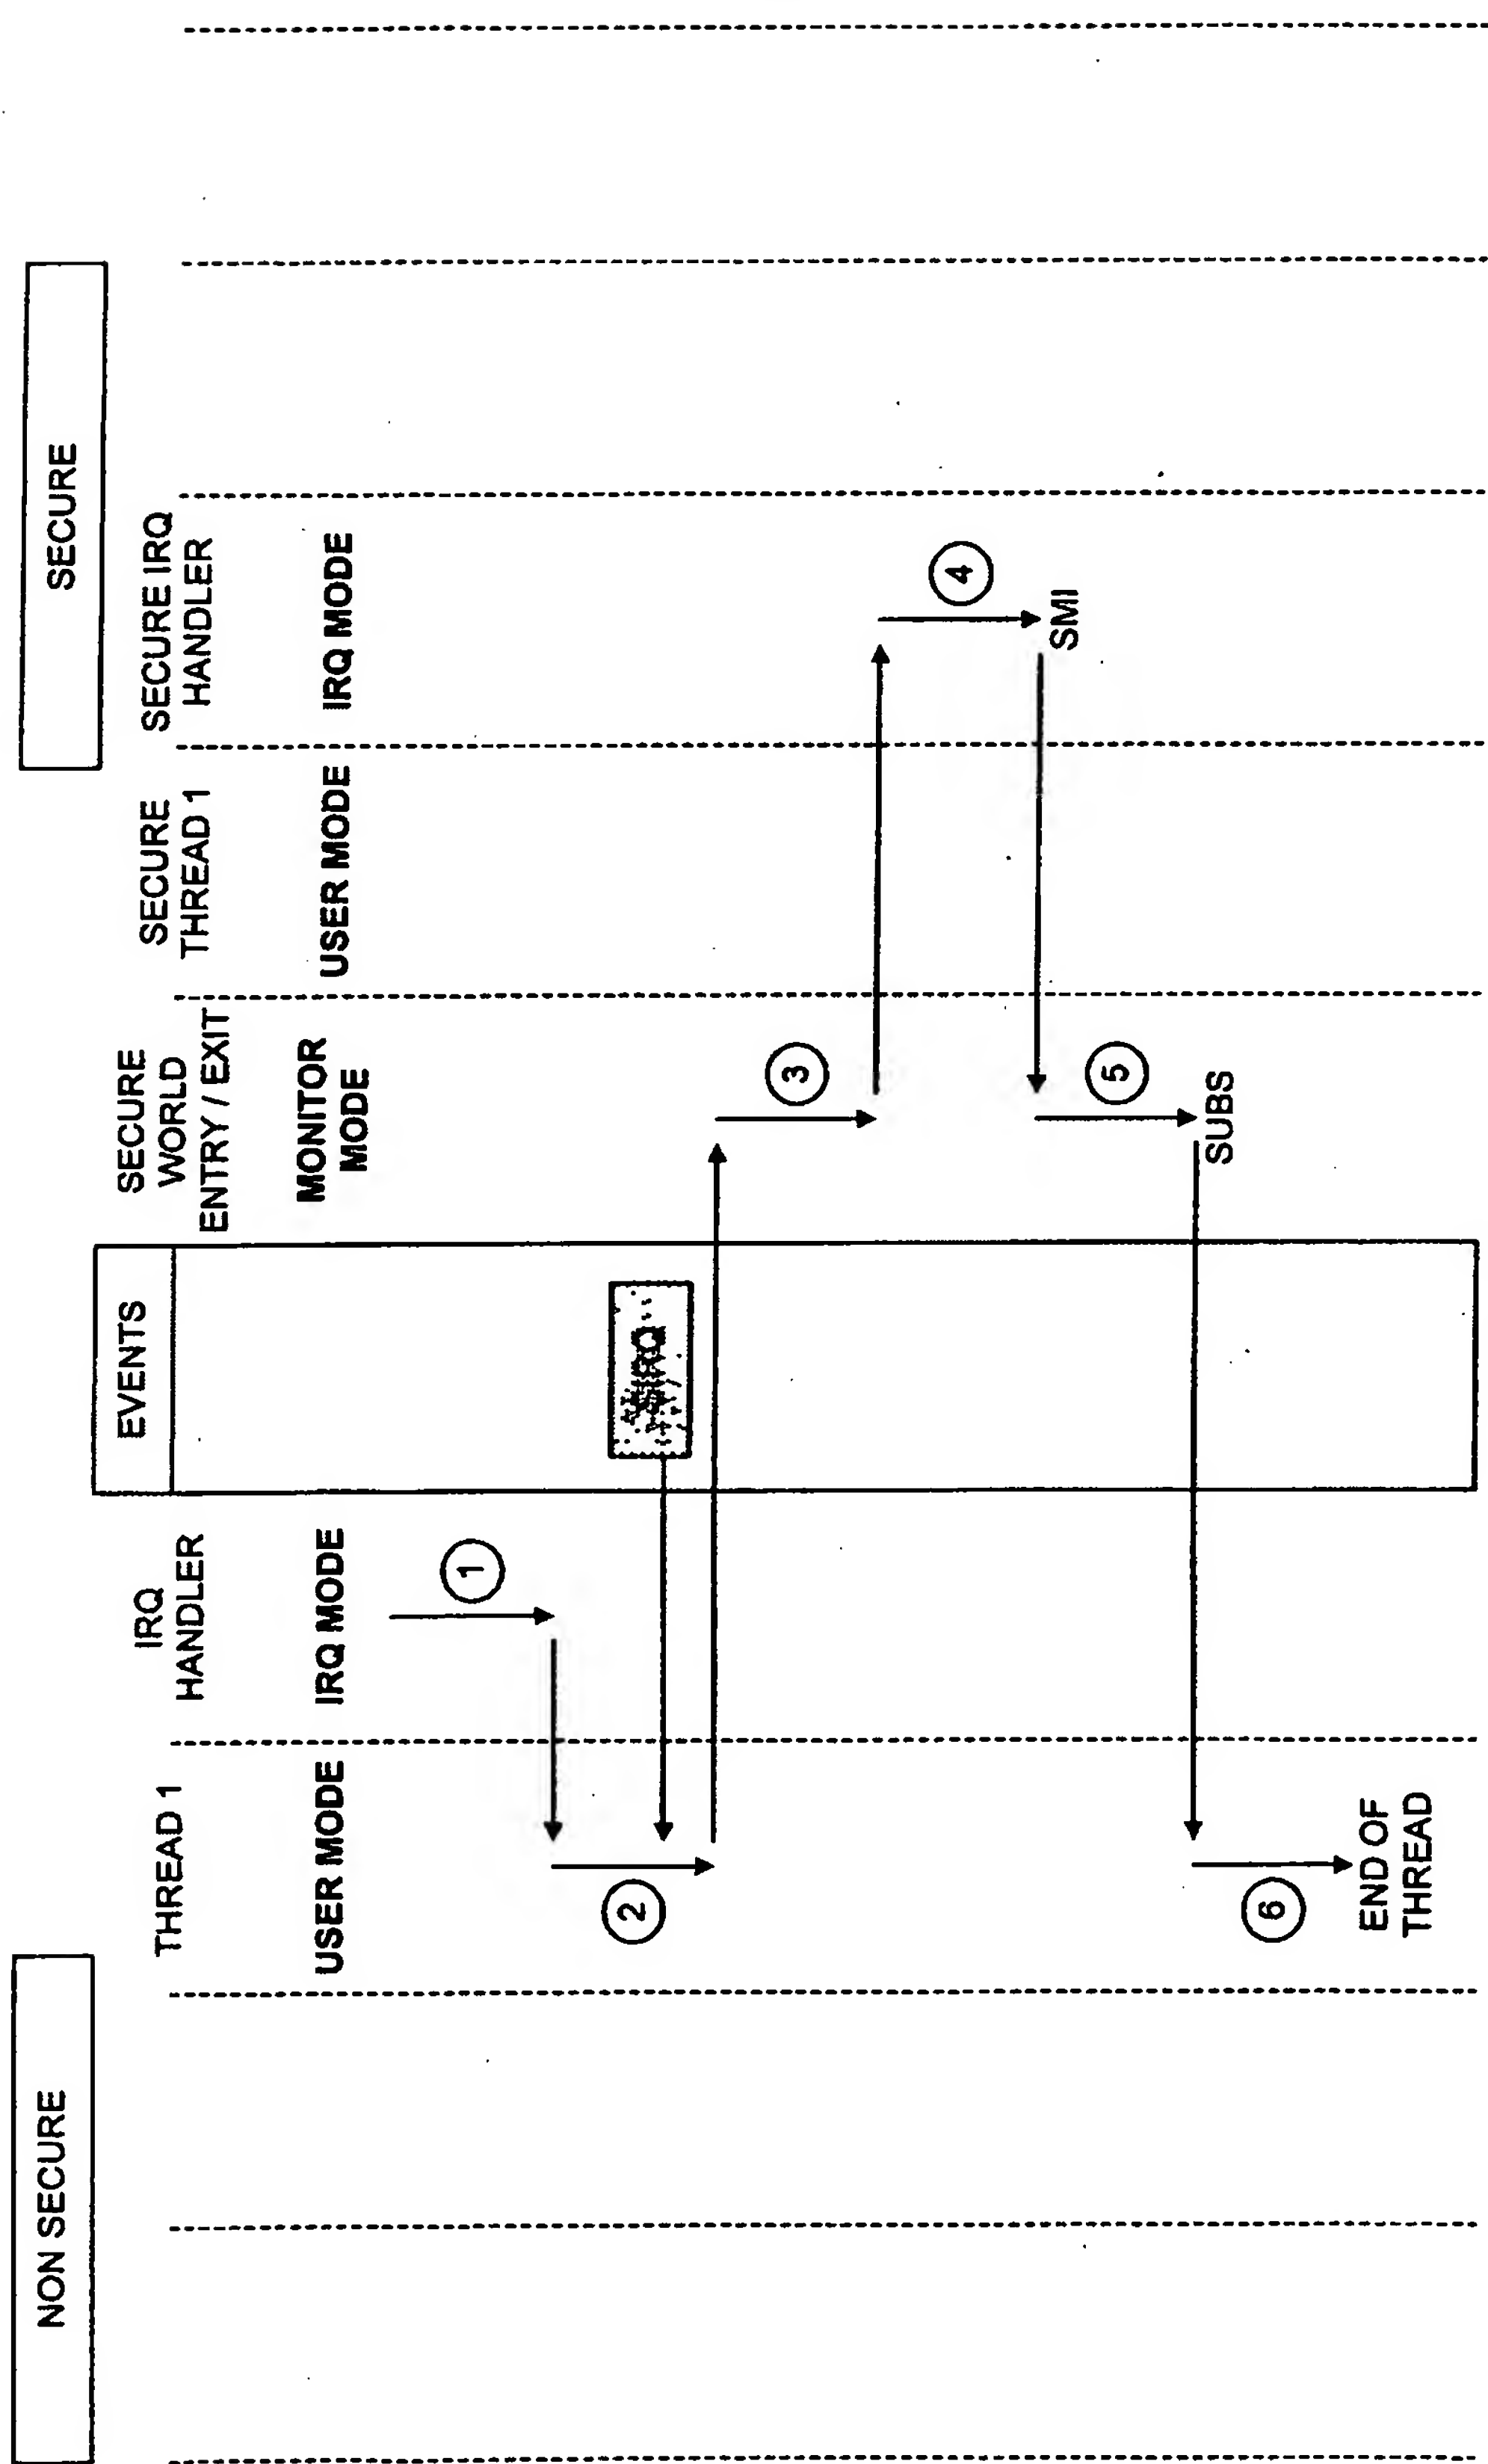 NON SECURE
SECURE
THREAD 1
IRQ
HANDLER
EVENTS
SECURE
WORLD
ENTRY / EXIT
SECURE
THREAD 1
SECURE IRQ
HANDLER
USER MODE
IRQ MODE
MONITOR
MODE
USER MODE
IRQ MODE
1
SIRQ
2
3
4
SMI
5
SUBS
6
END OF
THREAD